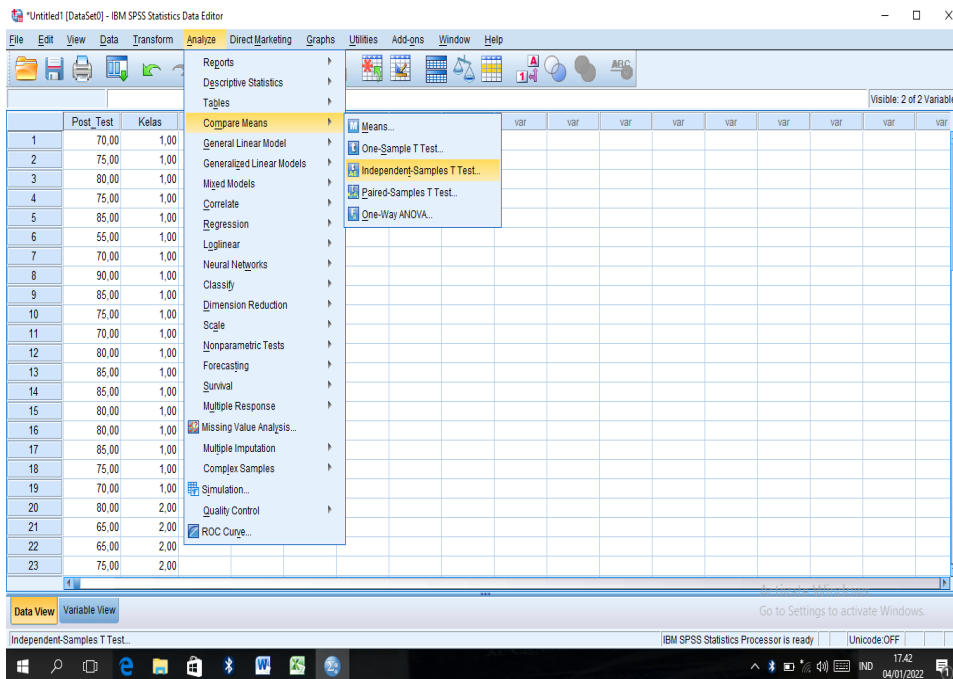 *Untitled1 [DataSet0] - IBM SPSS Statistics Data Editor
File Edit View Data Transform Analyze Direct Marketing Graphs Utilities Add-ons Window Help
Visible: 2 of 2 Variable
Post_Test Kelas var var var var var var var var var
1 70,00 1,00
2 75,00 1,00
3 80,00 1,00
4 75,00 1,00
5 85,00 1,00
6 55,00 1,00
7 70,00 1,00
8 90,00 1,00
9 85,00 1,00
10 75,00 1,00
11 70,00 1,00
12 80,00 1,00
13 85,00 1,00
14 85,00 1,00
15 80,00 1,00
16 80,00 1,00
17 85,00 1,00
18 75,00 1,00
19 70,00 1,00
20 80,00 2,00
21 65,00 2,00
22 65,00 2,00
23 75,00 2,00
Reports
Descriptive Statistics
Tables
Compare Means
General Linear Model
Generalized Linear Models
Mixed Models
Correlate
Regression
Loglinear
Neural Networks
Classify
Dimension Reduction
Scale
Nonparametric Tests
Forecasting
Survival
Multiple Response
Missing Value Analysis...
Multiple Imputation
Complex Samples
Simulation...
Quality Control
ROC Curve...
Means...
One-Sample T Test...
Independent-Samples T Test...
Paired-Samples T Test...
One-Way ANOVA...
Data View Variable View
Activate Windows
Go to Settings to activate Windows.
Independent-Samples T Test... IBM SPSS Statistics Processor is ready Unicode:OFF
IND 17.42
04/01/2022